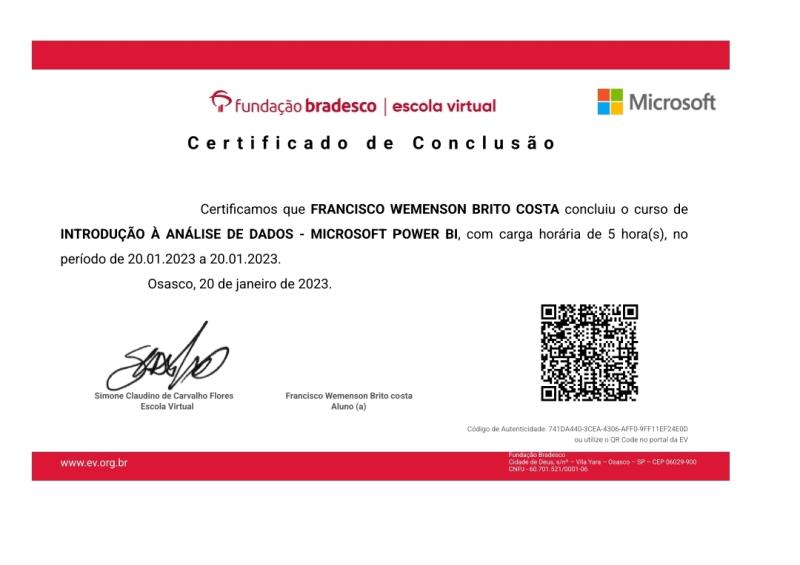 fundação bradesco | escola virtual
Microsoft
Certificado de Conclusão
Certificamos que FRANCISCO WEMENSON BRITO COSTA concluiu o curso de
INTRODUÇÃO À ANÁLISE DE DADOS - MICROSOFT POWER BI, com carga horária de 5 hora(s), no
período de 20.01.2023 a 20.01.2023.
Osasco, 20 de janeiro de 2023.
Simone Claudino de Carvalho Flores
Escola Virtual
Francisco Wemenson Brito costa
Aluno (a)
Código de Autenticidade: 741DA440-3CEA-4306-AFF0-9FF11EF24E0D
ou utilize o QR Code no portal da EV
www.ev.org.br
Fundação Bradesco
Cidade de Deus, s/nº – Vila Yara – Osasco – SP – CEP 06029-900
CNPJ - 60.701.521/0001-06